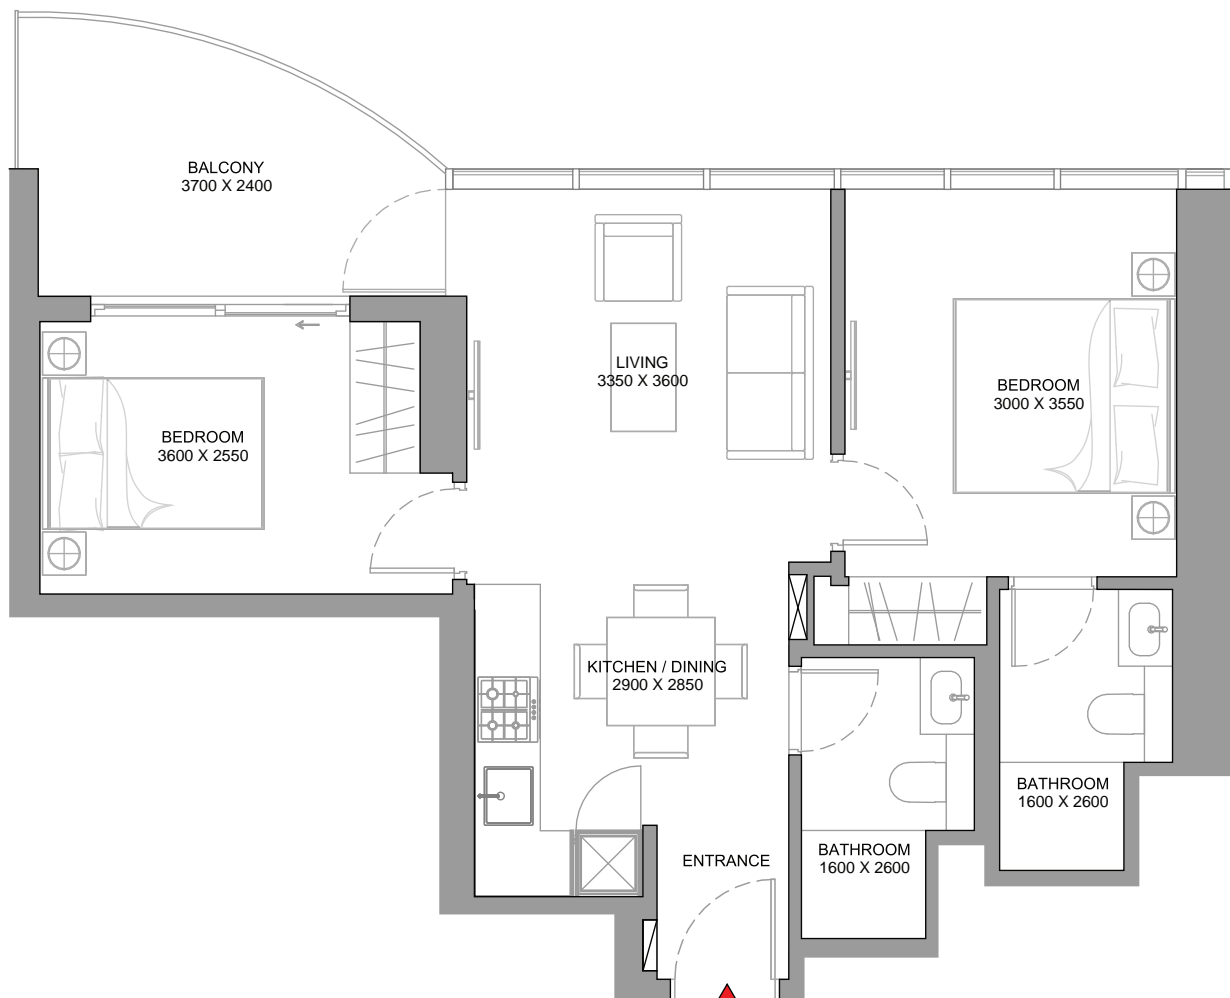 BALCONY
3700 X 2400
LIVING
3350 X 3600
BEDROOM
3000 X 3550
BEDROOM
3600 X 2550
KITCHEN / DINING
2900 X 2850
BATHROOM
1600 X 2600
BATHROOM
1600 X 2600
ENTRANCE